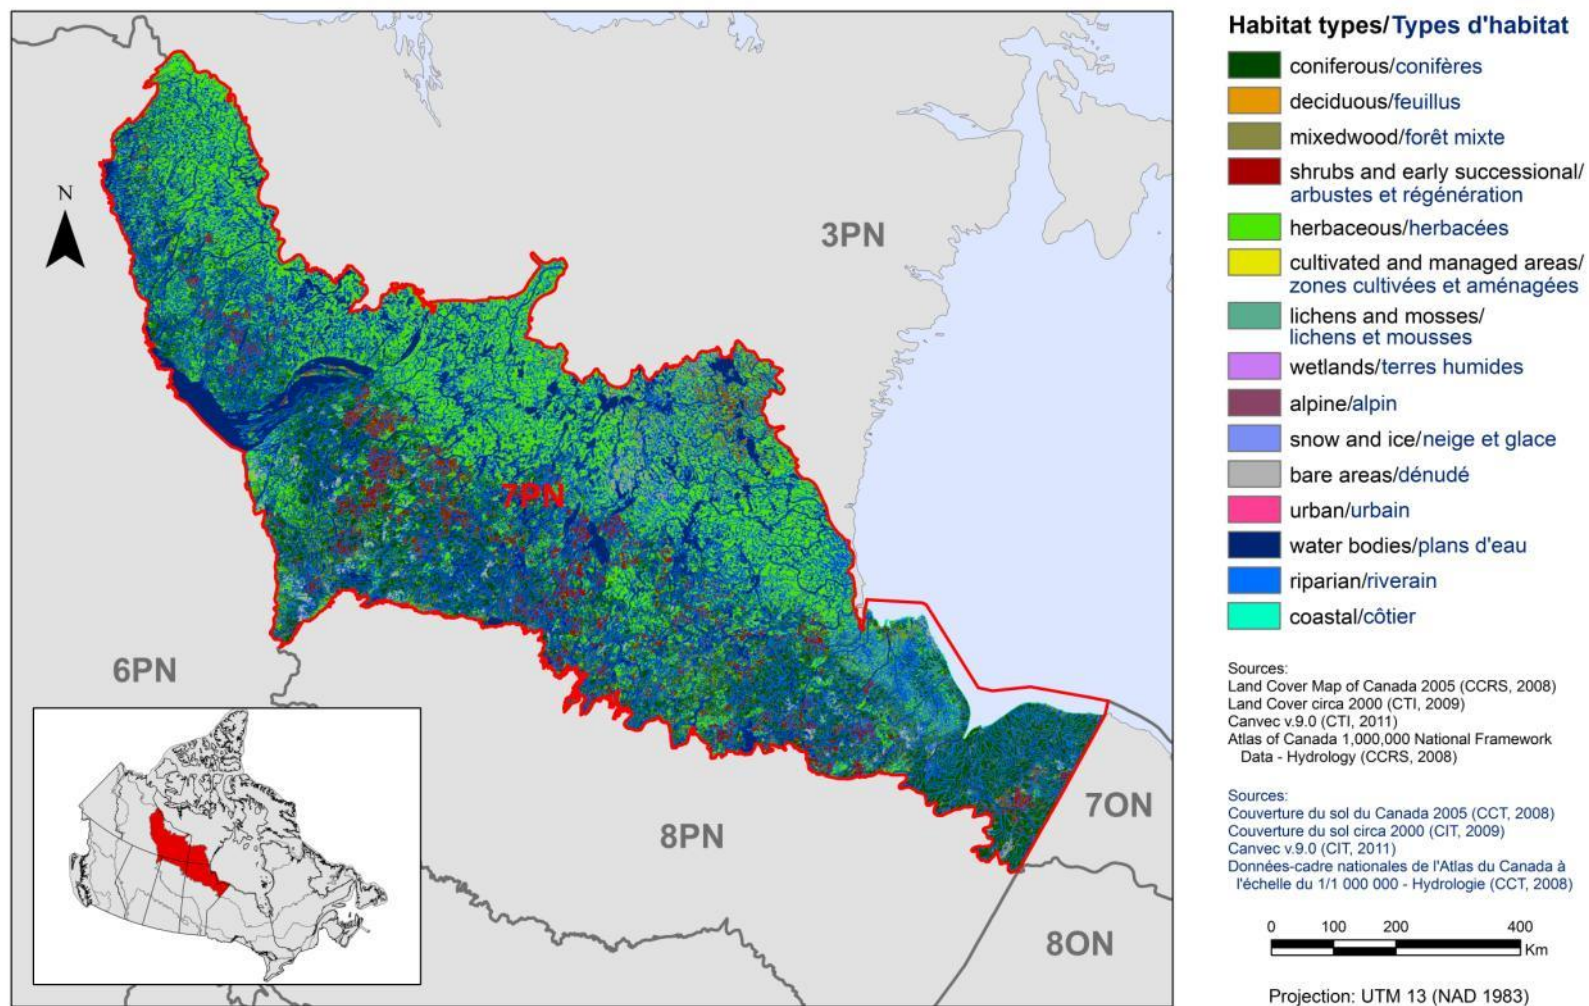 Habitat types/Types d'habitat
coniferous/conifères
deciduous/feuillus
mixedwood/forêt mixte
shrubs and early successional/
arbustes et régénération
herbaceous/herbacées
cultivated and managed areas/
zones cultivées et aménagées
lichens and mosses/
lichens et mousses
wetlands/terres humides
alpine/alpin
snow and ice/neige et glace
bare areas/dénudé
urban/urbain
water bodies/plans d'eau
riparian/riverain
coastal/côtier
N
3PN
7PN
6PN
8PN
7ON
8ON
Sources:
Land Cover Map of Canada 2005 (CCRS, 2008)
Land Cover circa 2000 (CTI, 2009)
Canvec v.9.0 (CTI, 2011)
Atlas of Canada 1,000,000 National Framework
Data - Hydrology (CCRS, 2008)
Sources:
Couverture du sol du Canada 2005 (CCT, 2008)
Couverture du sol circa 2000 (CIT, 2009)
Canvec v.9.0 (CIT, 2011)
Données-cadre nationales de l'Atlas du Canada à
l'échelle du 1/1 000 000 - Hydrologie (CCT, 2008)
0 100 200 400
Km
Projection: UTM 13 (NAD 1983)